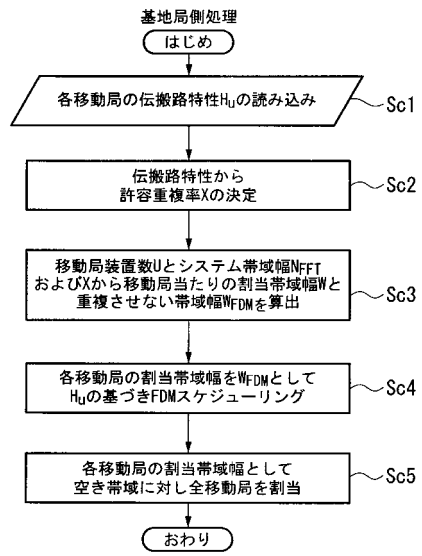 基地局側処理
はじめ
各移動局の伝搬路特性Huの読み込み
Sc1
伝搬路特性から
許容重複率Xの決定
Sc2
移動局装置数Uとシステム帯域幅NFFT
およびXから移動局当たりの割当帯域幅Wと
重複させない帯域幅WFDMを算出
Sc3
各移動局の割当帯域幅をWFDMとして
Huの基づきFDMスケジューリング
Sc4
各移動局の割当帯域幅として
空き帯域に対し全移動局を割当
Sc5
おわり